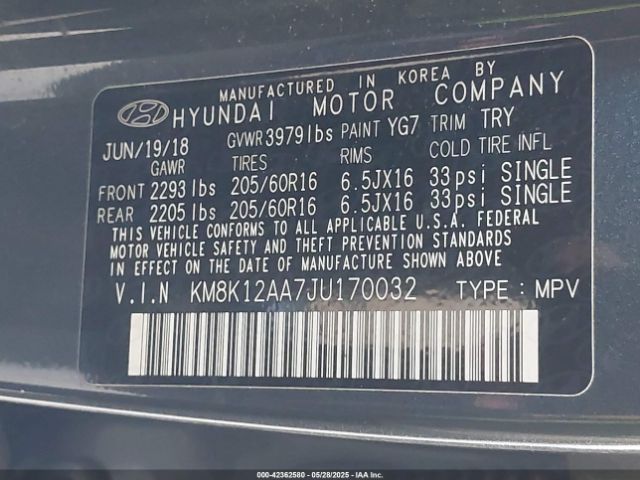 MANUFACTURED IN KOREA BY
HYUNDAI MOTOR COMPANY
JUN/19/18 GVWR 3979lbs PAINT YG7 TRIM TRY
GAWR TIRES RIMS COLD TIRE INFL
FRONT 2293lbs 205/60R16 6.5JX16 33psi SINGLE
REAR 2205lbs 205/60R16 6.5JX16 33psi SINGLE
THIS VEHICLE CONFORMS TO ALL APPLICABLE U.S.A. FEDERAL
MOTOR VEHICLE SAFETY AND THEFT PREVENTION STANDARDS
IN EFFECT ON THE DATE OF MANUFACTURE SHOWN ABOVE.
V.I.N KM8K12AA7JU170032 TYPE : MPV
000-42362580 - 05/28/2025 - IAA Inc.